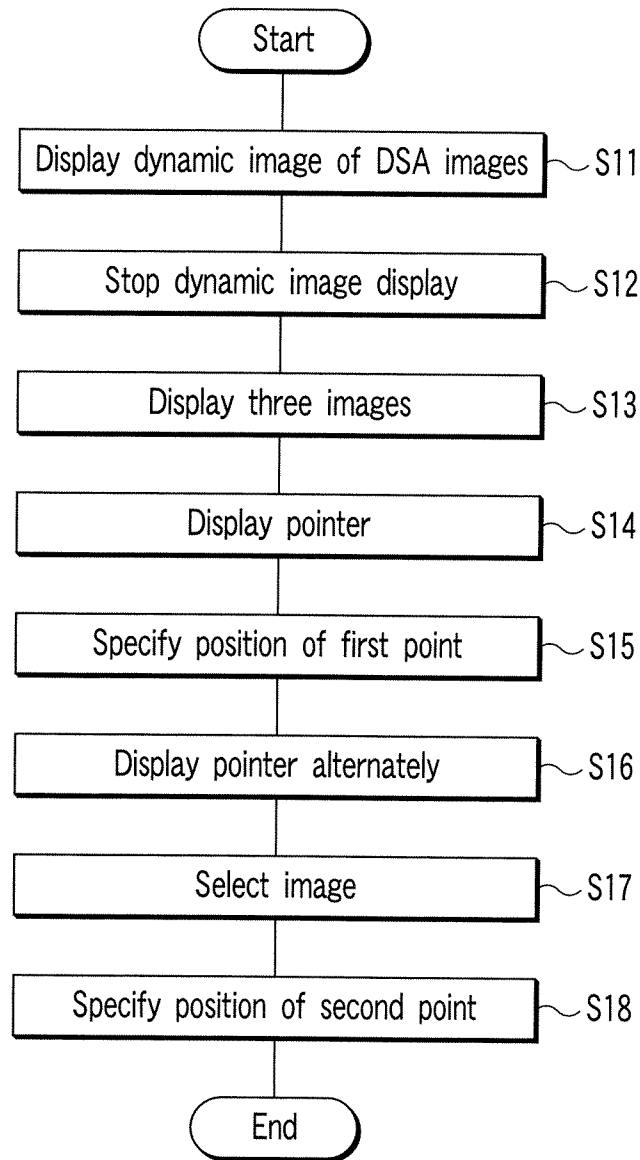 Start
Display dynamic image of DSA images S11
Stop dynamic image display S12
Display three images S13
Display pointer S14
Specify position of first point S15
Display pointer alternately S16
Select image S17
Specify position of second point S18
End